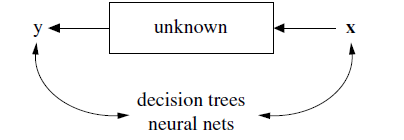 y unknown x
decision trees
neural nets